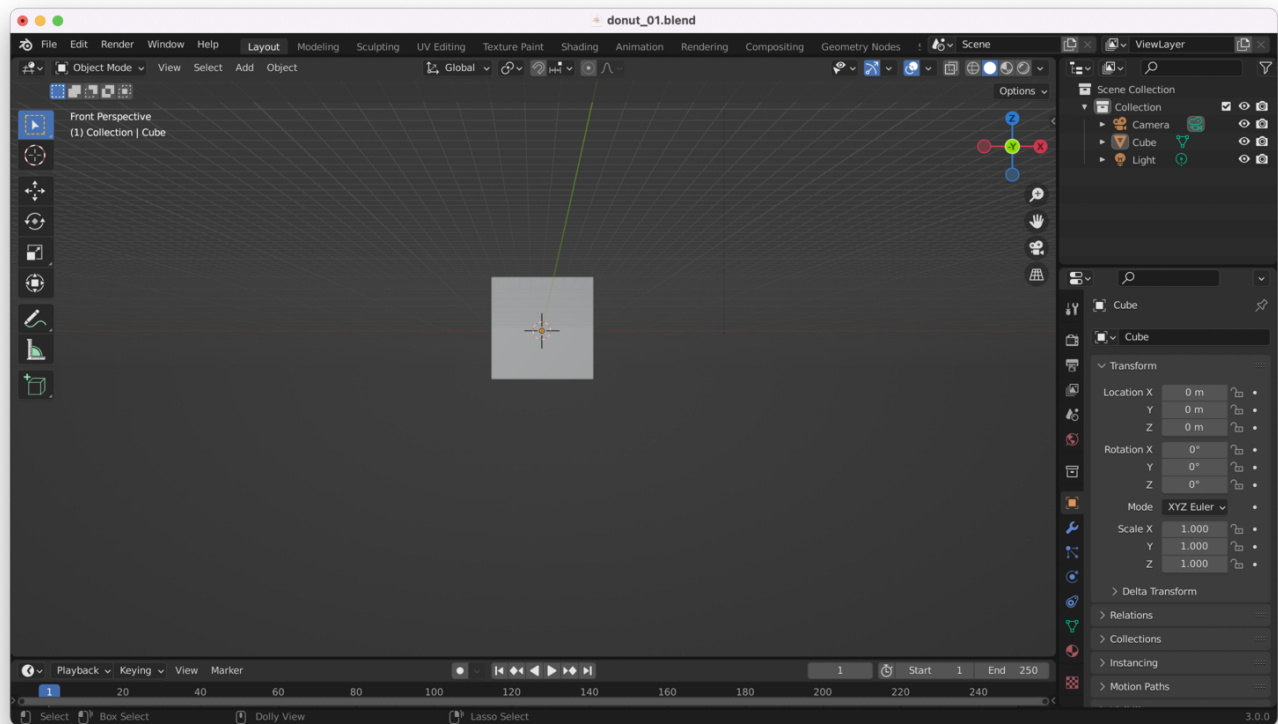 donut_01.blend
File Edit Render Window Help Layout Modeling Sculpting UV Editing Texture Paint Shading Animation Rendering Compositing Geometry Nodes Scene ViewLayer
Object Mode View Select Add Object Global
Options
Front Perspective
(1) Collection | Cube
Z
-Y
X
Scene Collection
Collection
Camera
Cube
Light
Cube
Cube
Transform
Location X 0 m
Y 0 m
Z 0 m
Rotation X 0°
Y 0°
Z 0°
Mode XYZ Euler
Scale X 1.000
Y 1.000
Z 1.000
Delta Transform
Relations
Collections
Instancing
Motion Paths
Playback Keying View Marker 1 Start 1 End 250
1 20 40 60 80 100 120 140 160 180 200 220 240
Select Box Select Dolly View Lasso Select 3.0.0